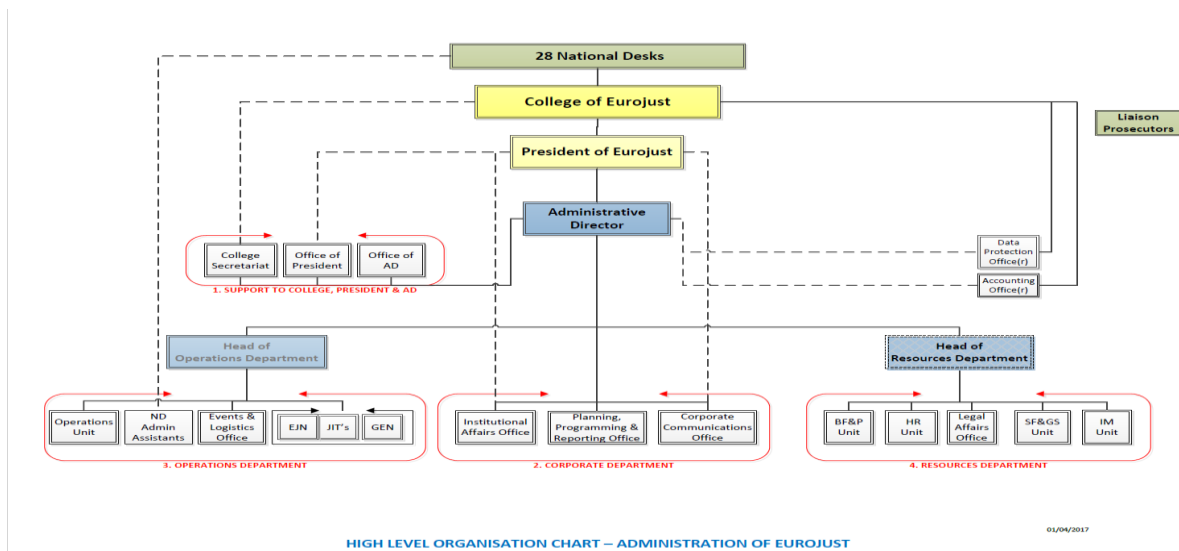 28 National Desks
College of Eurojust
Liaison
Prosecutors
President of Eurojust
Administrative
Director
College
Secretariat
Office of
President
Office of
AD
Data
Protection
Office(r)
Accounting
Office(r)
1. SUPPORT TO COLLEGE, PRESIDENT & AD
Head of
Operations Department
Head of
Resources Department
Operations
Unit
ND
Admin
Assistants
Events &
Logistics
Office
EJN
JIT's
GEN
Institutional
Affairs Office
Planning,
Programming &
Reporting Office
Corporate
Communications
Office
BF&P
Unit
HR
Unit
Legal
Affairs
Office
SF&GS
Unit
IM
Unit
3. OPERATIONS DEPARTMENT
2. CORPORATE DEPARTMENT
4. RESOURCES DEPARTMENT
01/04/2017
HIGH LEVEL ORGANISATION CHART – ADMINISTRATION OF EUROJUST